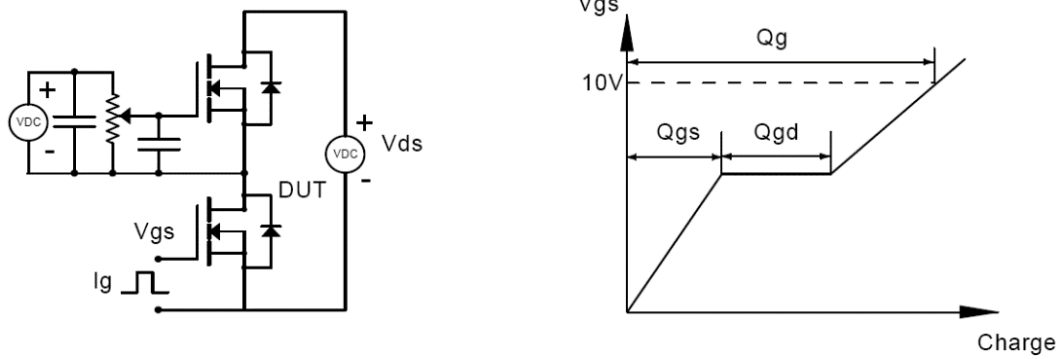 VDC
+
-
VDC
+
-
Vds
DUT
Vgs
Ig
Vgs
Qg
10V
Qgs
Qgd
Charge